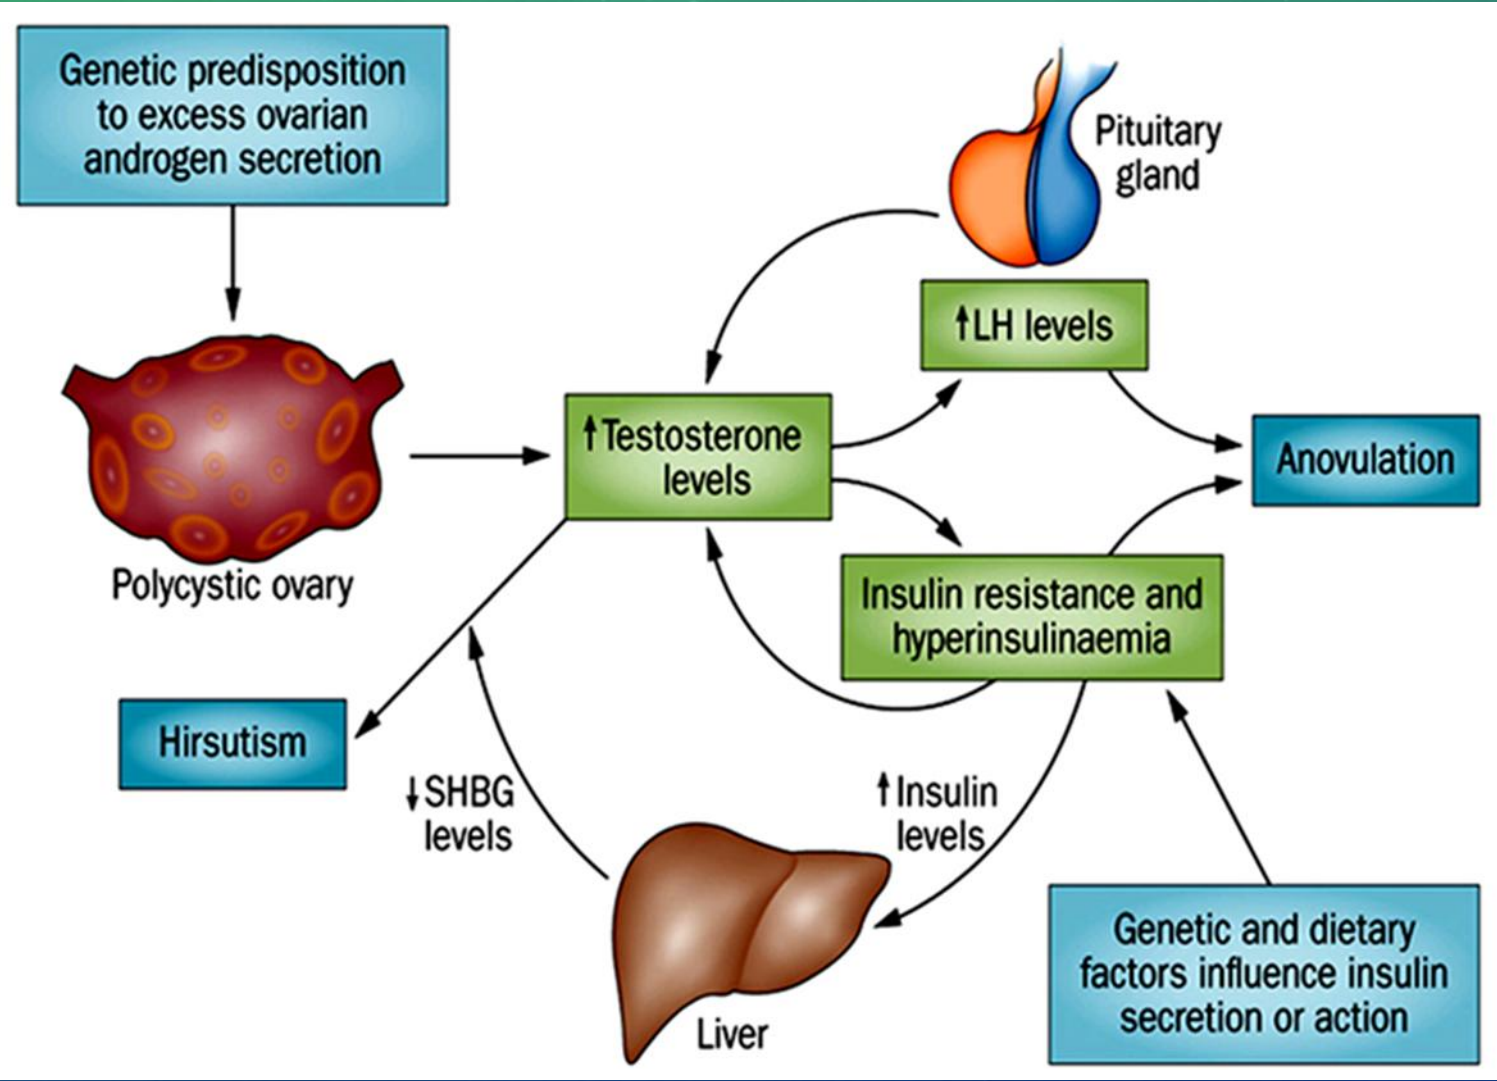 Genetic predisposition
to excess ovarian
androgen secretion
Pituitary
gland
↑LH levels
↑Testosterone
levels
Anovulation
Polycystic ovary
Insulin resistance and
hyperinsulinaemia
Hirsutism
↓SHBG
levels
↑Insulin
levels
Genetic and dietary
factors influence insulin
secretion or action
Liver